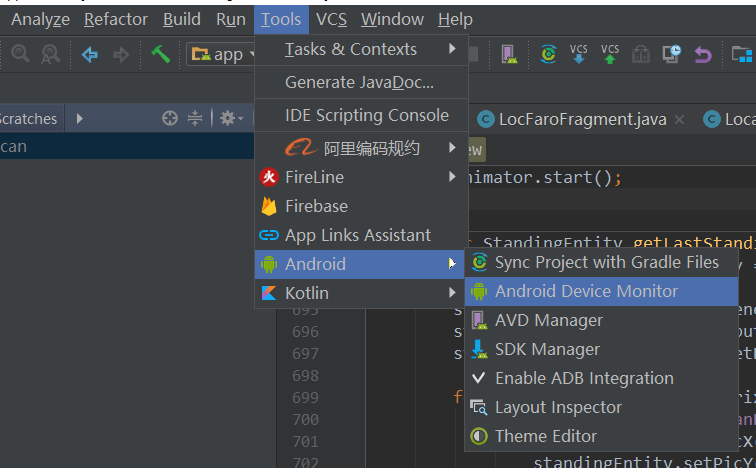 Analyze Refactor Build Run Tools VCS Window Help
app
VCS VCS
Scratches
can
Tasks & Contexts
Generate JavaDoc...
IDE Scripting Console
阿里编码规约
FireLine
Firebase
App Links Assistant
Android
Kotlin
LocFaroFragment.java
Loca
ew
nimator.start();
StandingEntity getLastStandi
Sync Project with Gradle Files
Android Device Monitor
AVD Manager
SDK Manager
Enable ADB Integration
Layout Inspector
Theme Editor
695
696
697
698
699
700
701
702
standingEntity.setPicY